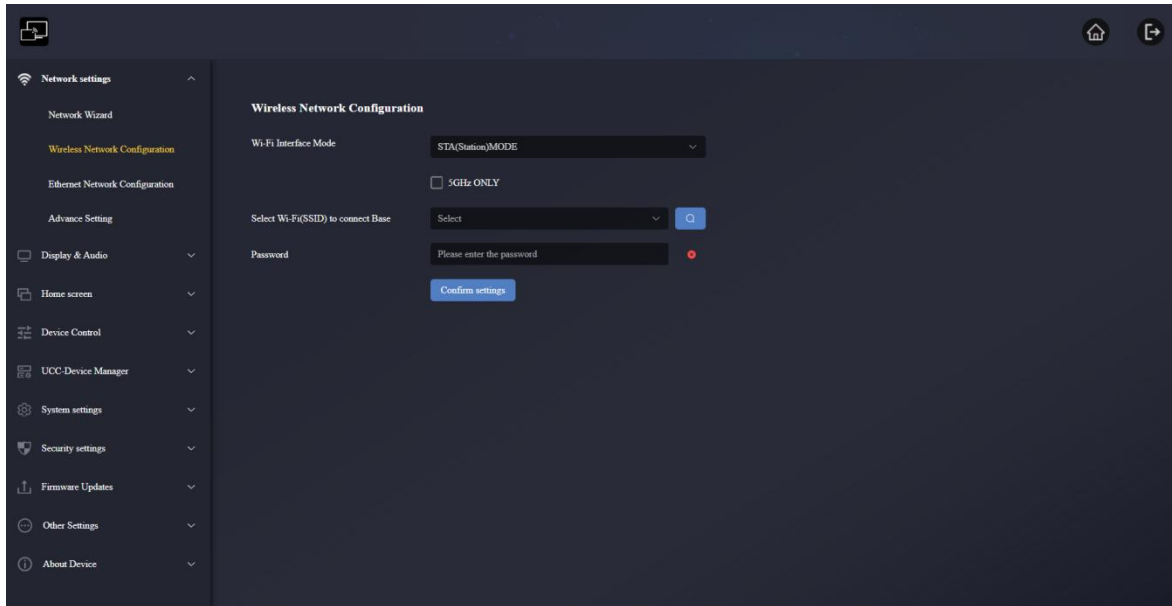 Network settings
Network Wizard
Wireless Network Configuration
Ethernet Network Configuration
Advance Setting
Display & Audio
Home screen
Device Control
UCC-Device Manager
System settings
Security settings
Firmware Updates
Other Settings
About Device
Wireless Network Configuration
Wi-Fi Interface Mode
STA(Station)MODE
5GHz ONLY
Select Wi-Fi(SSID) to connect Base
Select
Password
Please enter the password
Confirm settings